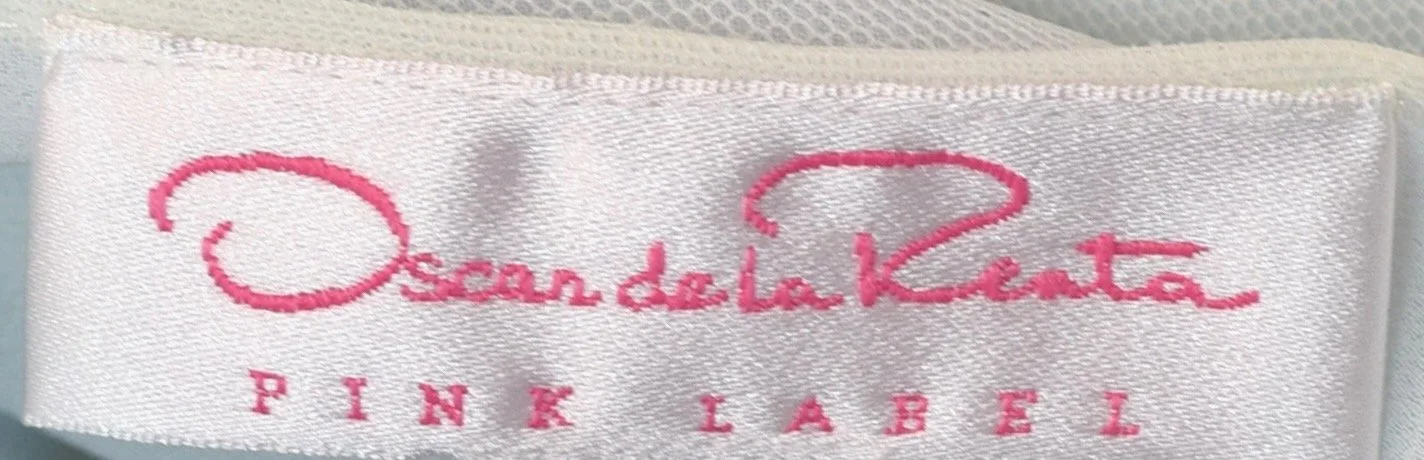 Oscar de la Renta
PINK LABEL